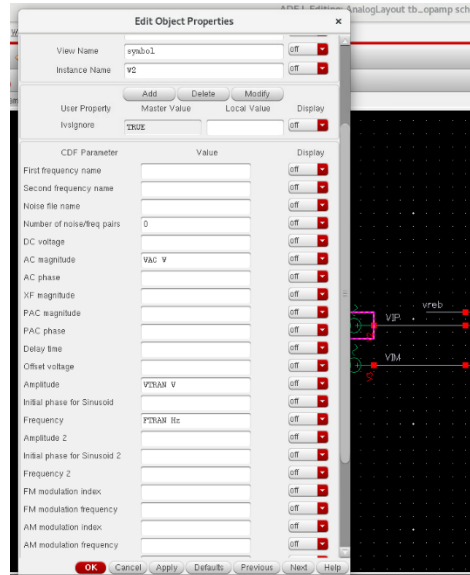 ADE L Editing: AnalogLayout tb_opamp sch
Edit Object Properties ×
View Name symbol off
Instance Name V2 off
Add Delete Modify
User Property Master Value Local Value Display
lvsIgnore TRUE off
CDF Parameter Value Display
First frequency name off
Second frequency name off
Noise file name off
Number of noise/freq pairs 0 off
DC voltage off
AC magnitude VAC V off
AC phase off
XF magnitude off
PAC magnitude off
PAC phase off
Delay time off
Offset voltage off
Amplitude VTRAN V off
Initial phase for Sinusoid off
Frequency FTRAN Hz off
Amplitude 2 off
Initial phase for Sinusoid 2 off
Frequency 2 off
FM modulation index off
FM modulation frequency off
AM modulation index off
AM modulation frequency off
OK Cancel Apply Defaults Previous Next Help
vreb
VIP
VIM